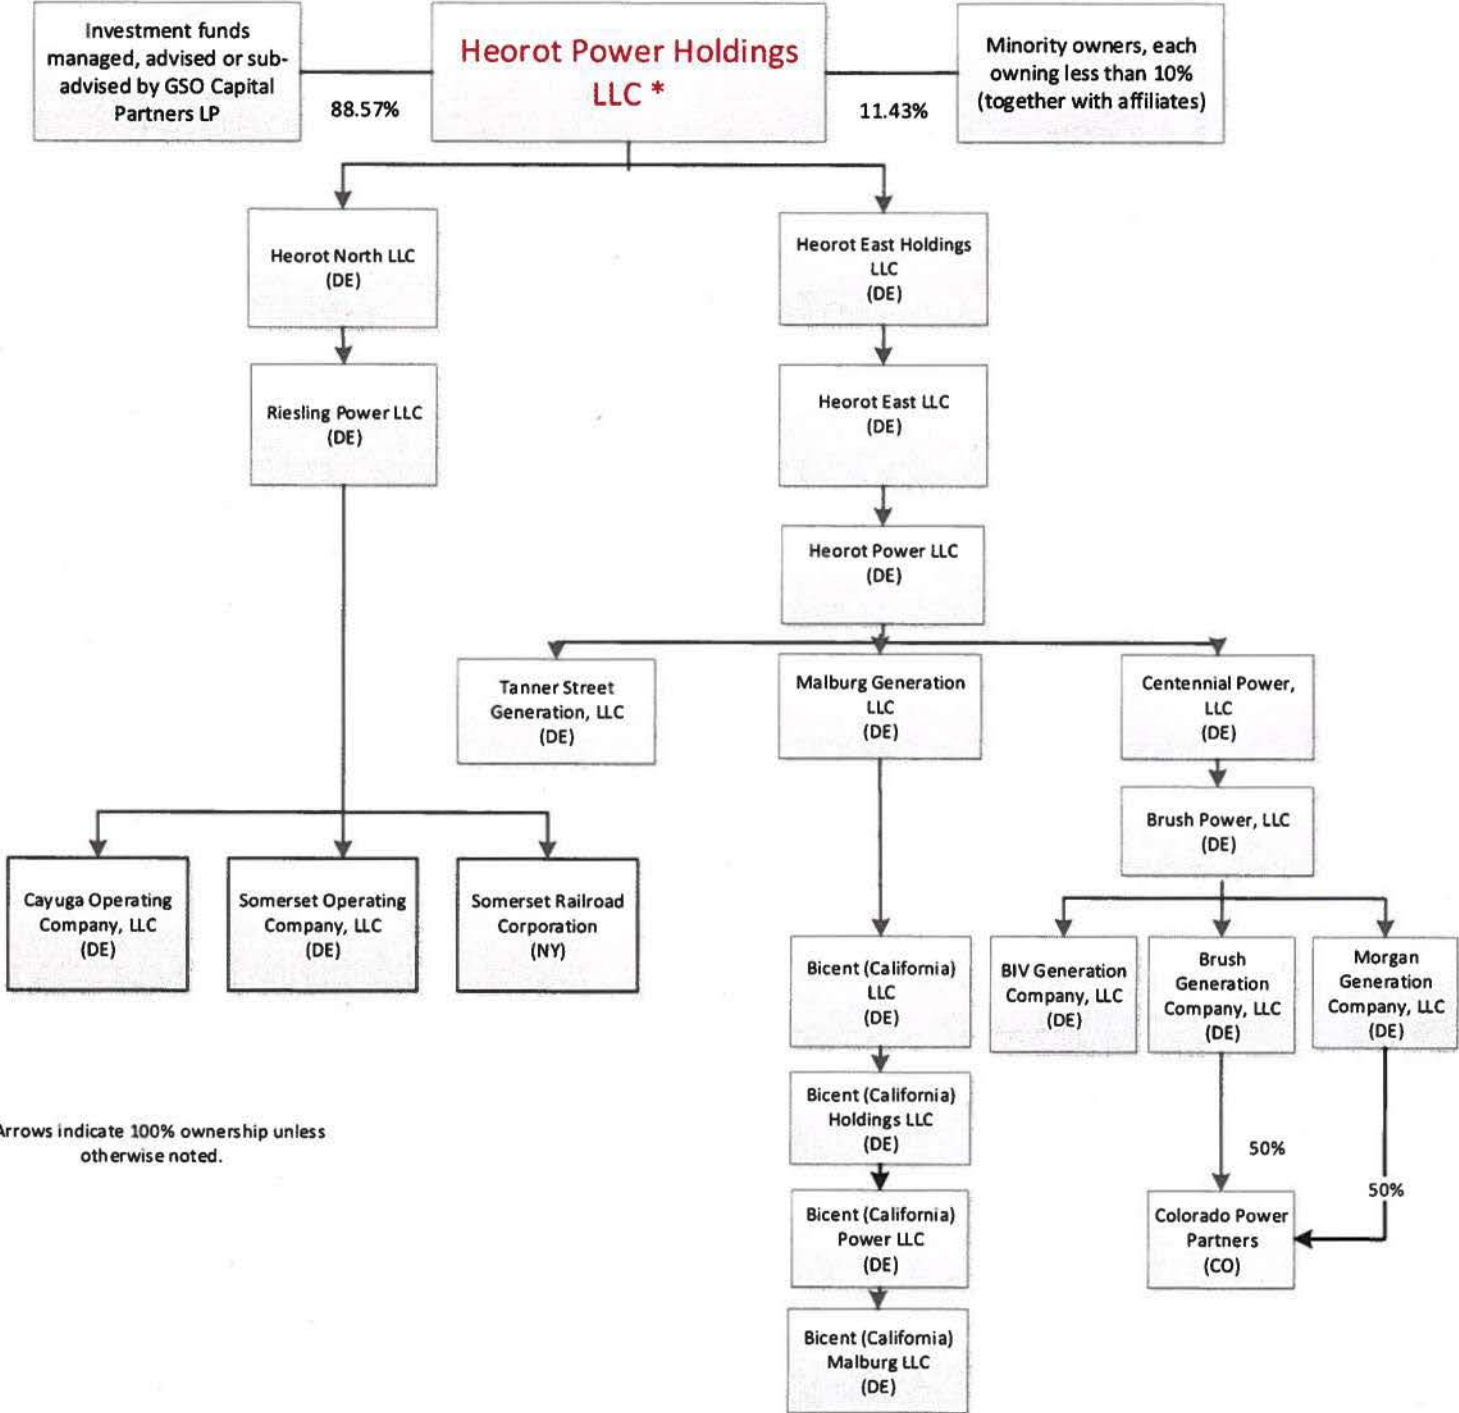 Investment funds
managed, advised or sub-
advised by GSO Capital
Partners LP
88.57%
Heorot Power Holdings
LLC *
11.43%
Minority owners, each
owning less than 10%
(together with affiliates)
Heorot North LLC
(DE)
Heorot East Holdings
LLC
(DE)
Riesling Power LLC
(DE)
Heorot East LLC
(DE)
Heorot Power LLC
(DE)
Tanner Street
Generation, LLC
(DE)
Malburg Generation
LLC
(DE)
Centennial Power,
LLC
(DE)
Brush Power, LLC
(DE)
Cayuga Operating
Company, LLC
(DE)
Somerset Operating
Company, LLC
(DE)
Somerset Railroad
Corporation
(NY)
Bicent (California)
LLC
(DE)
BIV Generation
Company, LLC
(DE)
Brush
Generation
Company, LLC
(DE)
Morgan
Generation
Company, LLC
(DE)
Bicent (California)
Holdings LLC
(DE)
Arrows indicate 100% ownership unless
otherwise noted.
50%
50%
Bicent (California)
Power LLC
(DE)
Colorado Power
Partners
(CO)
Bicent (California)
Malburg LLC
(DE)